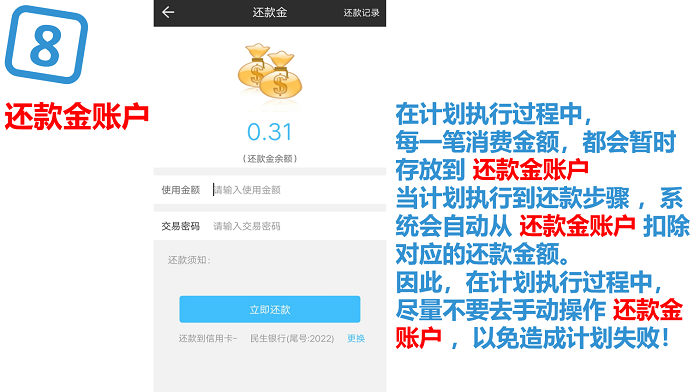 8
还款金账户
还款金
还款记录
0.31
（还款金余额）
使用金额 请输入使用金额
交易密码 请输入交易密码
还款须知：
立即还款
还款到信用卡- 民生银行(尾号:2022) 更换
在计划执行过程中，
每一笔消费金额，都会暂时
存放到 还款金账户
当计划执行到还款步骤 ，系
统会自动从 还款金账户 扣除
对应的还款金额。
因此，在计划执行过程中，
尽量不要去手动操作 还款金
账户 ，以免造成计划失败！